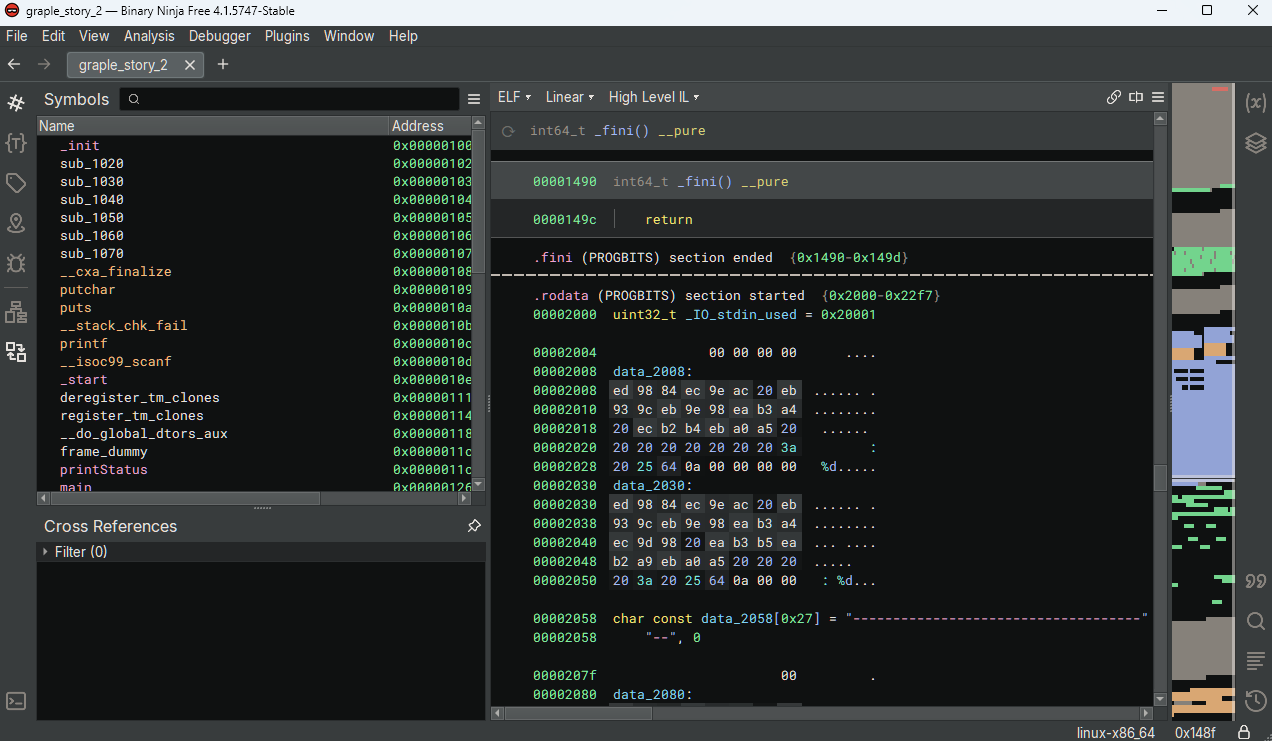 graple_story_2 — Binary Ninja Free 4.1.5747-Stable
File Edit View Analysis Debugger Plugins Window Help
graple_story_2
Symbols
Name Address
_init 0x00000100
sub_1020 0x00000102
sub_1030 0x00000103
sub_1040 0x00000104
sub_1050 0x00000105
sub_1060 0x00000106
sub_1070 0x00000107
__cxa_finalize 0x00000108
putchar 0x00000109
puts 0x0000010a
__stack_chk_fail 0x0000010b
printf 0x0000010c
__isoc99_scanf 0x0000010d
_start 0x0000010e
deregister_tm_clones 0x00000111
register_tm_clones 0x00000114
__do_global_dtors_aux 0x00000118
frame_dummy 0x0000011c
printStatus 0x0000011c
main 0x00000126
Cross References
Filter (0)
ELF Linear High Level IL
int64_t _fini() __pure
00001490 int64_t _fini() __pure
0000149c return
.fini (PROGBITS) section ended {0x1490-0x149d}
.rodata (PROGBITS) section started {0x2000-0x22f7}
00002000 uint32_t _IO_stdin_used = 0x20001
00002004 00 00 00 00 ....
00002008 data_2008:
00002008 ed 98 84 ec 9e ac 20 eb ...... .
00002010 93 9c eb 9e 98 ea b3 a4 ........
00002018 20 ec b2 b4 eb a0 a5 20 ......
00002020 20 20 20 20 20 20 20 3a :
00002028 20 25 64 0a 00 00 00 00 %d.....
00002030 data_2030:
00002030 ed 98 84 ec 9e ac 20 eb ...... .
00002038 93 9c eb 9e 98 ea b3 a4 ........
00002040 ec 9d 98 20 ea b3 b5 ea ... ....
00002048 b2 a9 eb a0 a5 20 20 20 .....
00002050 20 3a 20 25 64 0a 00 00 : %d...
00002058 char const data_2058[0x27] = "------------------------------------"
00002058 "--", 0
0000207f 00 .
00002080 data_2080:
linux-x86_64 0x148f